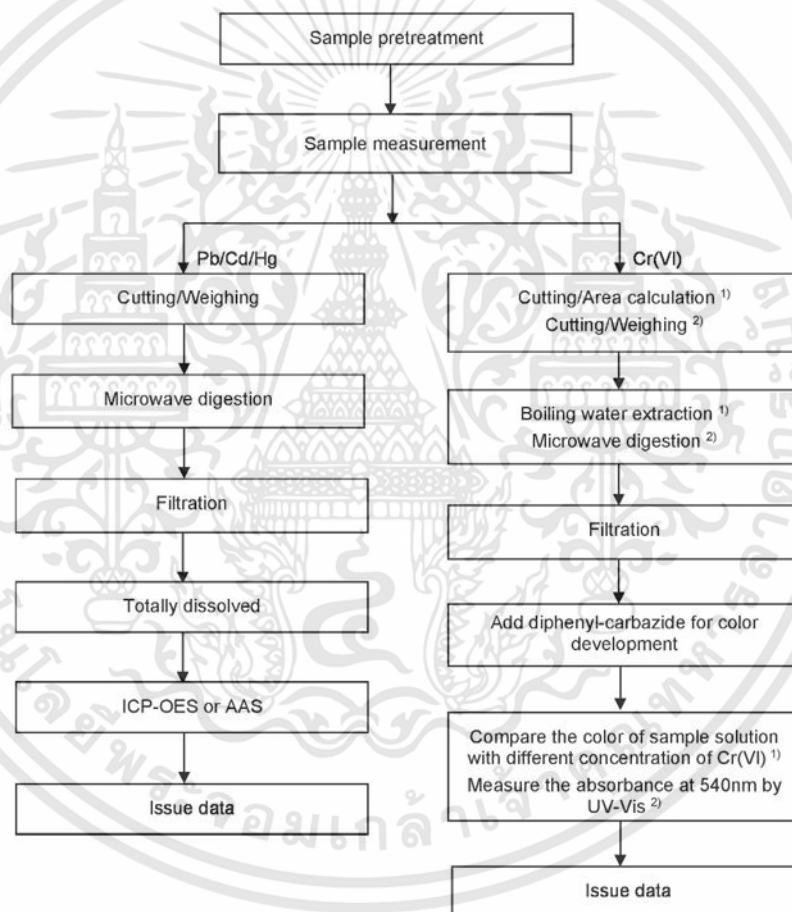 Sample pretreatment
Sample measurement
Pb/Cd/Hg
Cutting/Weighing
Microwave digestion
Filtration
Totally dissolved
ICP-OES or AAS
Issue data
Cr(VI)
Cutting/Area calculation 1)
Cutting/Weighing 2)
Boiling water extraction 1)
Microwave digestion 2)
Filtration
Add diphenyl-carbazide for color
development
Compare the color of sample solution
with different concentration of Cr(VI) 1)
Measure the absorbance at 540nm by
UV-Vis 2)
Issue data